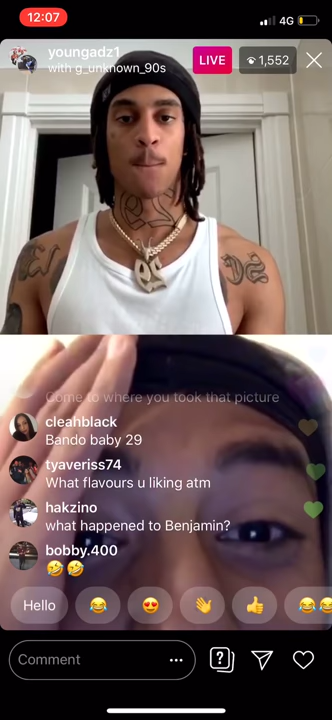 12:07
4G
youngadz1
with g_unknown_90s
LIVE
1,552
Come to where you took that picture
cleahblack
Bando baby 29
tyaveriss74
What flavours u liking atm
hakzino
what happened to Benjamin?
bobby.400
🤣🤣
Hello
😂 😍 👋 👍 😂😂
Comment